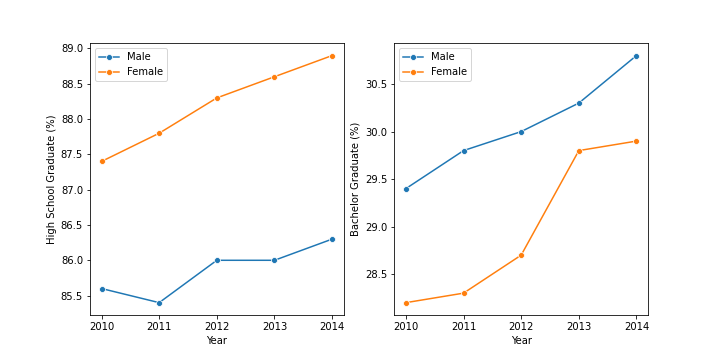 Male
Female
89.0
88.5
88.0
87.5
87.0
86.5
86.0
85.5
High School Graduate (%)
2010 2011 2012 2013 2014
Year
Male
Female
30.5
30.0
29.5
29.0
28.5
Bachelor Graduate (%)
2010 2011 2012 2013 2014
Year